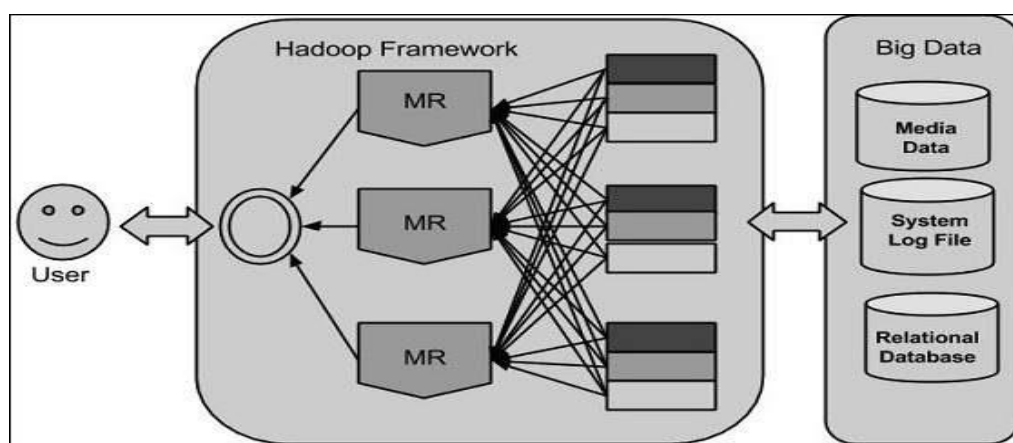 Hadoop Framework
MR
MR
MR
User
Big Data
Media
Data
System
Log File
Relational
Database